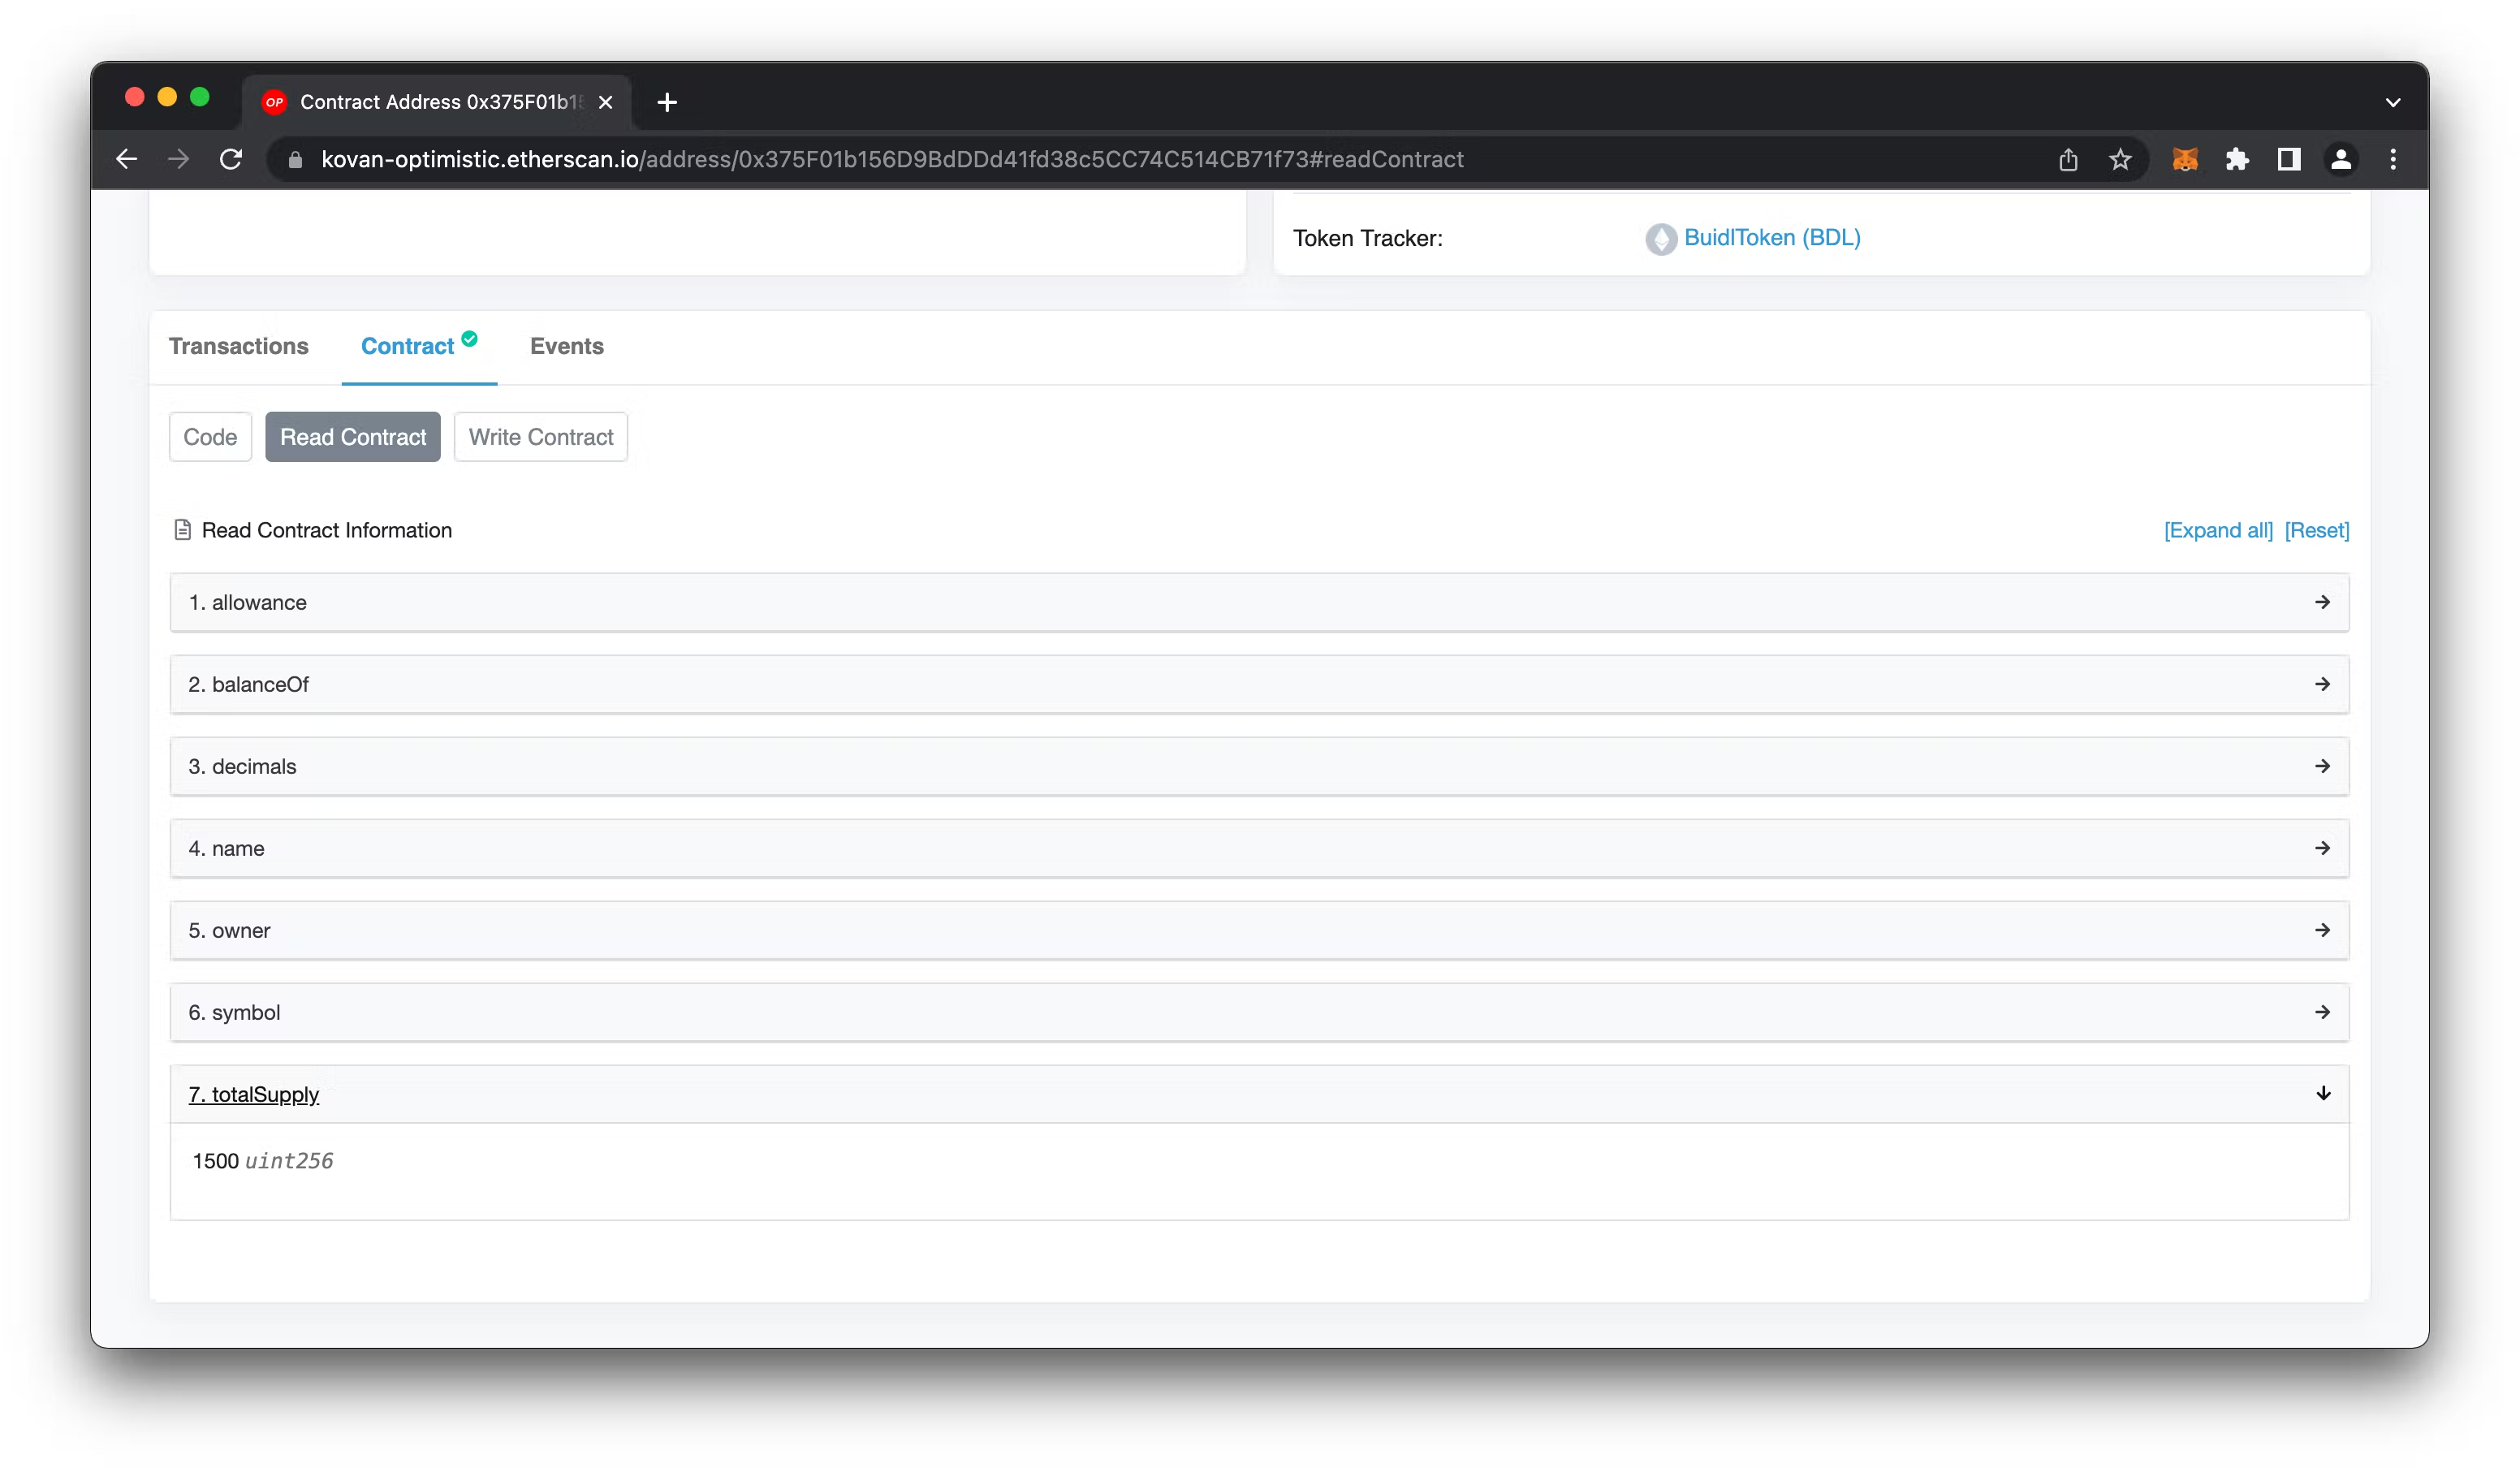 OP Contract Address 0x375F01b15
kovan-optimistic.etherscan.io/address/0x375F01b156D9BdDDd41fd38c5CC74C514CB71f73#readContract
Token Tracker: BuidlToken (BDL)
Transactions Contract Events
Code Read Contract Write Contract
Read Contract Information [Expand all] [Reset]
1. allowance
2. balanceOf
3. decimals
4. name
5. owner
6. symbol
7. totalSupply
1500 uint256